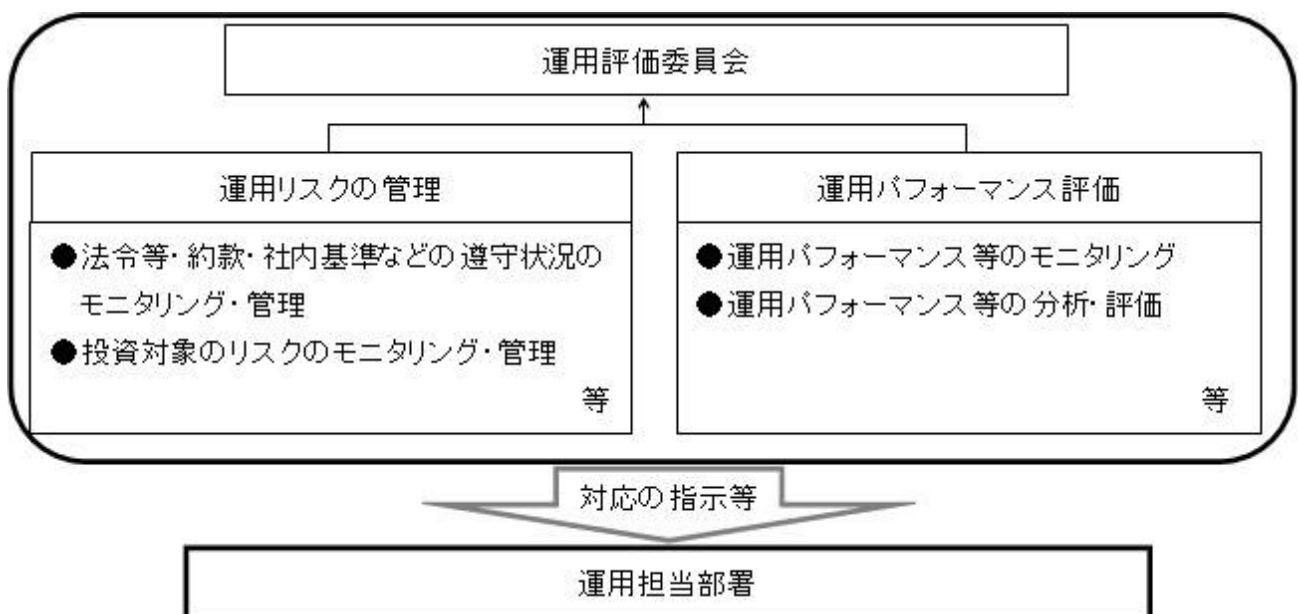 運用評価委員会
運用リスクの管理
●法令等・約款・社内基準などの遵守状況の
モニタリング・管理
●投資対象のリスクのモニタリング・管理
等
運用パフォーマンス評価
●運用パフォーマンス等のモニタリング
●運用パフォーマンス等の分析・評価
等
対応の指示等
運用担当部署